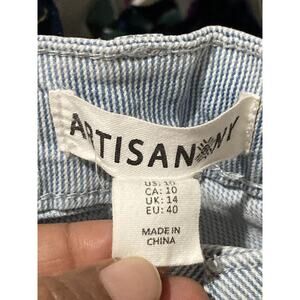 ARTISAN NY
US: 10
CA: 10
UK: 14
EU: 40
MADE IN
CHINA